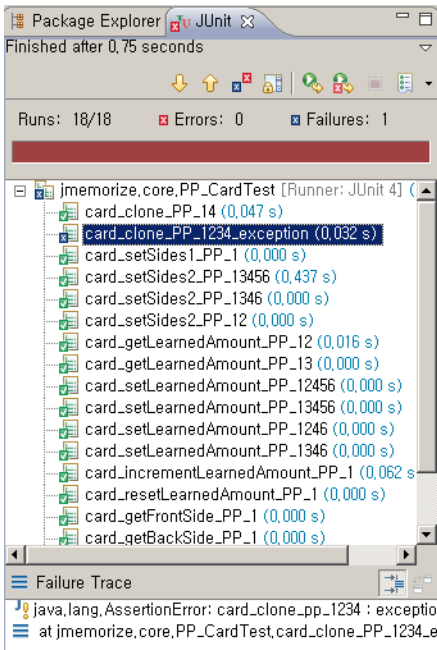 Package Explorer JUnit
Finished after 0,75 seconds
Runs: 18/18 Errors: 0 Failures: 1
jmemorize,core,PP_CardTest [Runner: JUnit 4] (
card_clone_PP_14 (0,047 s)
card_clone_PP_1234_exception (0,032 s)
card_setSides1_PP_1 (0,000 s)
card_setSides2_PP_13456 (0,437 s)
card_setSides2_PP_1346 (0,000 s)
card_setSides2_PP_12 (0,000 s)
card_getLearnedAmount_PP_12 (0,016 s)
card_getLearnedAmount_PP_13 (0,000 s)
card_setLearnedAmount_PP_12456 (0,000 s)
card_setLearnedAmount_PP_13456 (0,000 s)
card_setLearnedAmount_PP_1246 (0,000 s)
card_setLearnedAmount_PP_1346 (0,000 s)
card_incrementLearnedAmount_PP_1 (0,062 s
card_resetLearnedAmount_PP_1 (0,000 s)
card_getFrontSide_PP_1 (0,000 s)
card_getBackSide_PP_1 (0,000 s)
Failure Trace
java,lang,AssertionError: card_clone_pp_1234 : exceptio
at jmemorize,core,PP_CardTest,card_clone_PP_1234_e